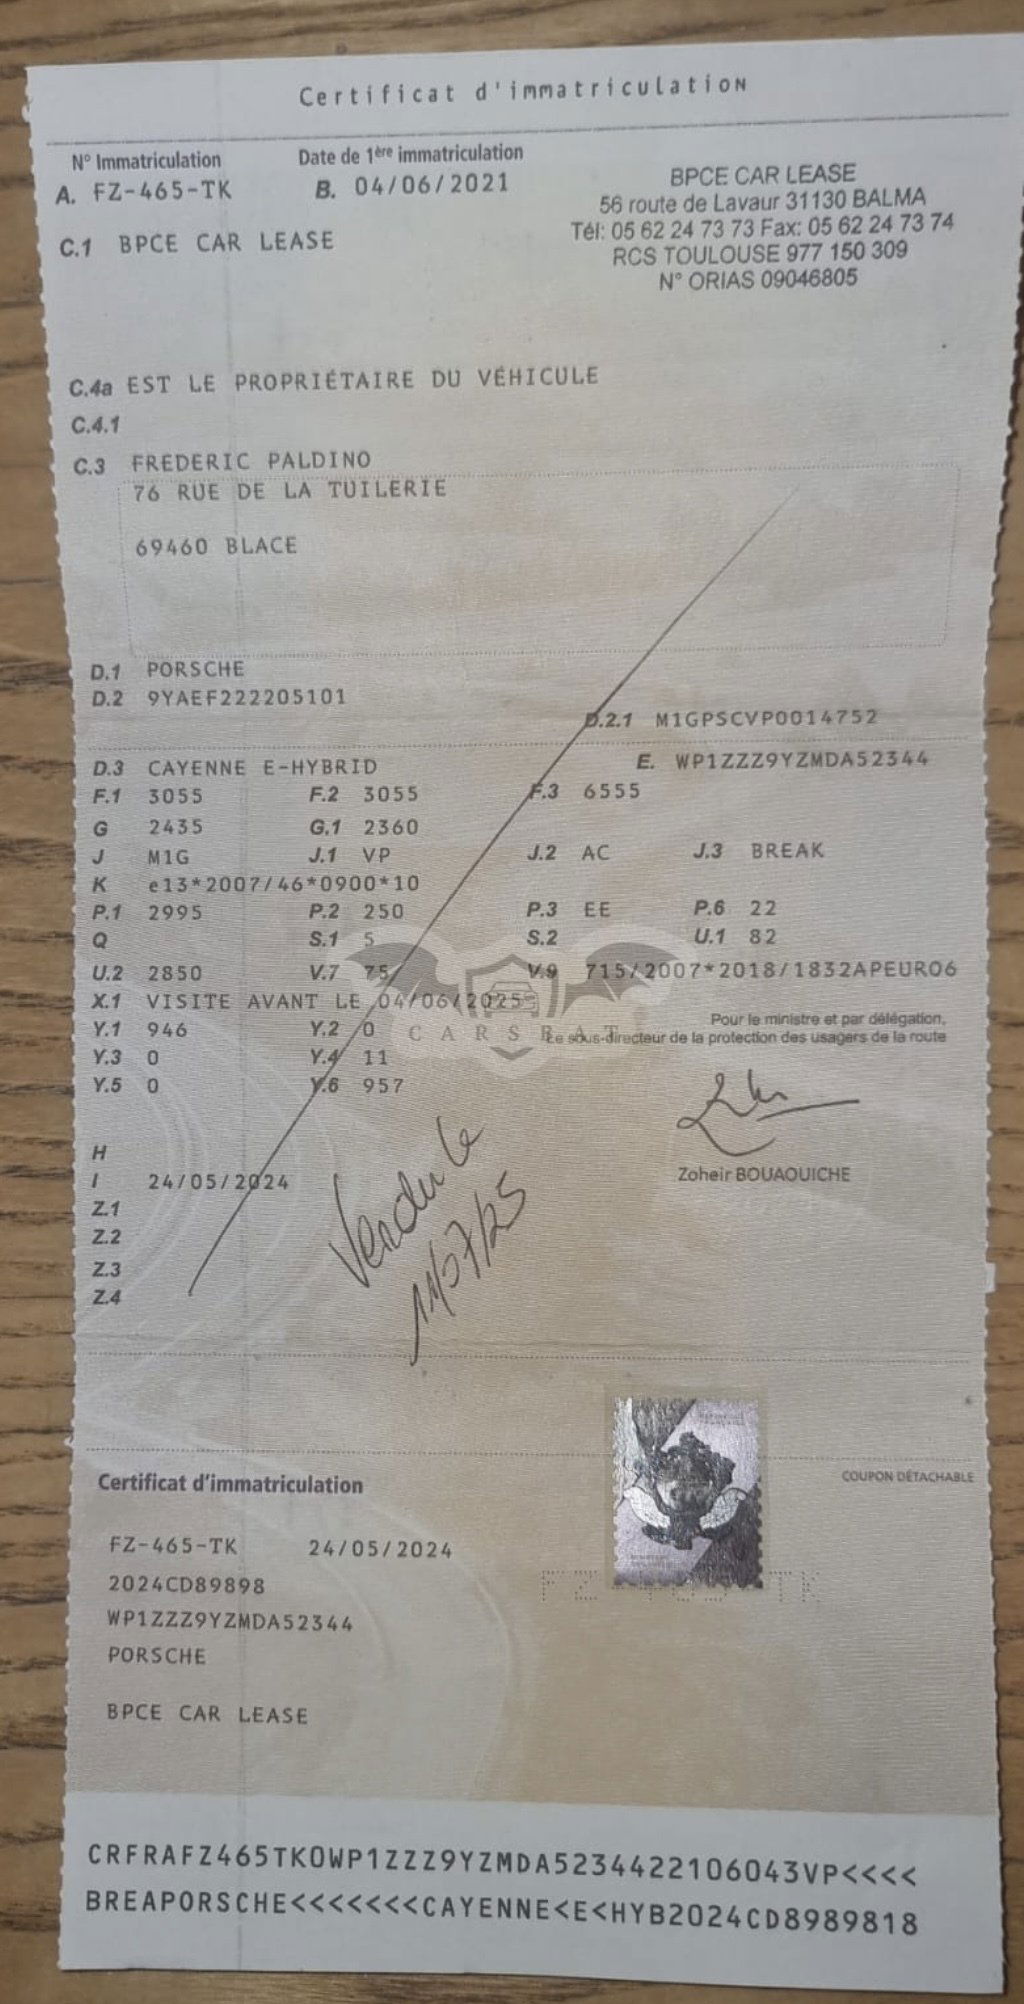 Certificat d'immatriculation
N° Immatriculation Date de 1ère immatriculation
A. FZ-465-TK B. 04/06/2021
BPCE CAR LEASE
56 route de Lavaur 31130 BALMA
Tél: 05 62 24 73 73 Fax: 05 62 24 73 74
RCS TOULOUSE 977 150 309
N° ORIAS 09046805
C.1 BPCE CAR LEASE
C.4a EST LE PROPRIÉTAIRE DU VÉHICULE
C.4.1
C.3 FREDERIC PALDINO
76 RUE DE LA TUILERIE
69460 BLACE
D.1 PORSCHE
D.2 9YAEF222205101
D.2.1 M1GPSCVP0014752
D.3 CAYENNE E-HYBRID E. WP1ZZZ9YZMDA52344
F.1 3055 F.2 3055 F.3 6555
G 2435 G.1 2360
J M1G J.1 VP J.2 AC J.3 BREAK
K e13*2007/46*0900*10
P.1 2995 P.2 250 P.3 EE P.6 22
Q S.1 5 S.2 U.1 82
U.2 2850 V.7 75 V.9 715/2007*2018/1832APEURO6
X.1 VISITE AVANT LE 04/06/2025
Pour le ministre et par délégation,
Y.1 946 Y.2 0
CARSBAT
Le sous-directeur de la protection des usagers de la route
Y.3 0 Y.4 11
Y.5 0 Y.6 957
H
Zoheir BOUAOUICHE
I 24/05/2024
Z.1
Z.2
Z.3
Z.4
Vendu le
11/07/25
COUPON DÉTACHABLE
Certificat d'immatriculation
FZ-465-TK 24/05/2024
2024CD89898
WP1ZZZ9YZMDA52344
PORSCHE
BPCE CAR LEASE
CRFRAFZ465TK0WP1ZZZ9YZMDA5234422106043VP<<<<
BREAPORSCHE<<<<<<<CAYENNE<E<HYB2024CD8989818